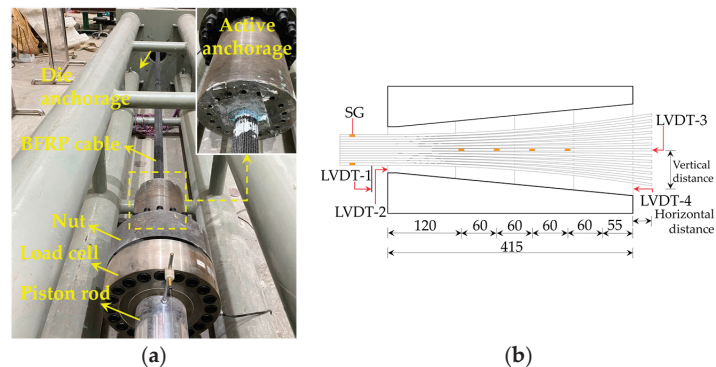 Active
anchorage
Die
anchorage
BFRP cable
Nut
Load cell
Piston rod
SG
LVDT-3
Vertical
distance
LVDT-1
LVDT-4
LVDT-2
Horizontal
distance
120 60 60 60 60 55
415
(a) (b)